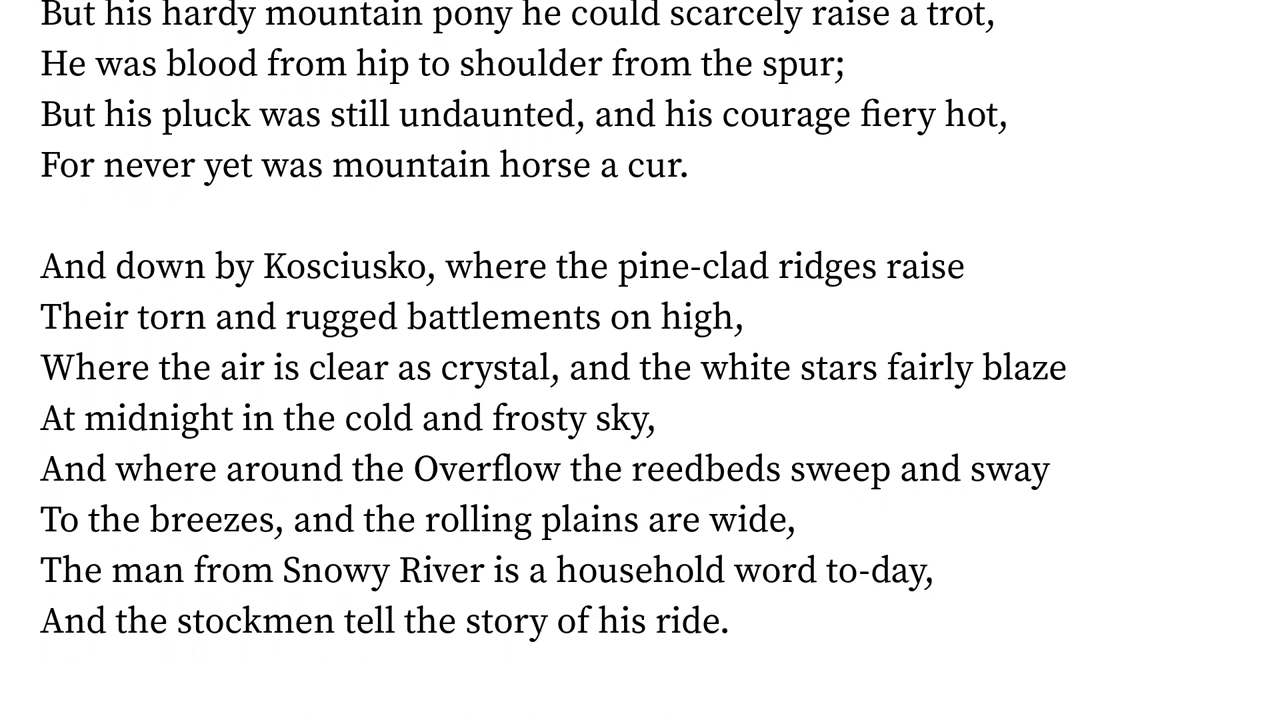 But his hardy mountain pony he could scarcely raise a trot,
He was blood from hip to shoulder from the spur;
But his pluck was still undaunted, and his courage fiery hot,
For never yet was mountain horse a cur.

And down by Kosciusko, where the pine-clad ridges raise
Their torn and rugged battlements on high,
Where the air is clear as crystal, and the white stars fairly blaze
At midnight in the cold and frosty sky,
And where around the Overflow the reedbeds sweep and sway
To the breezes, and the rolling plains are wide,
The man from Snowy River is a household word to-day,
And the stockmen tell the story of his ride.